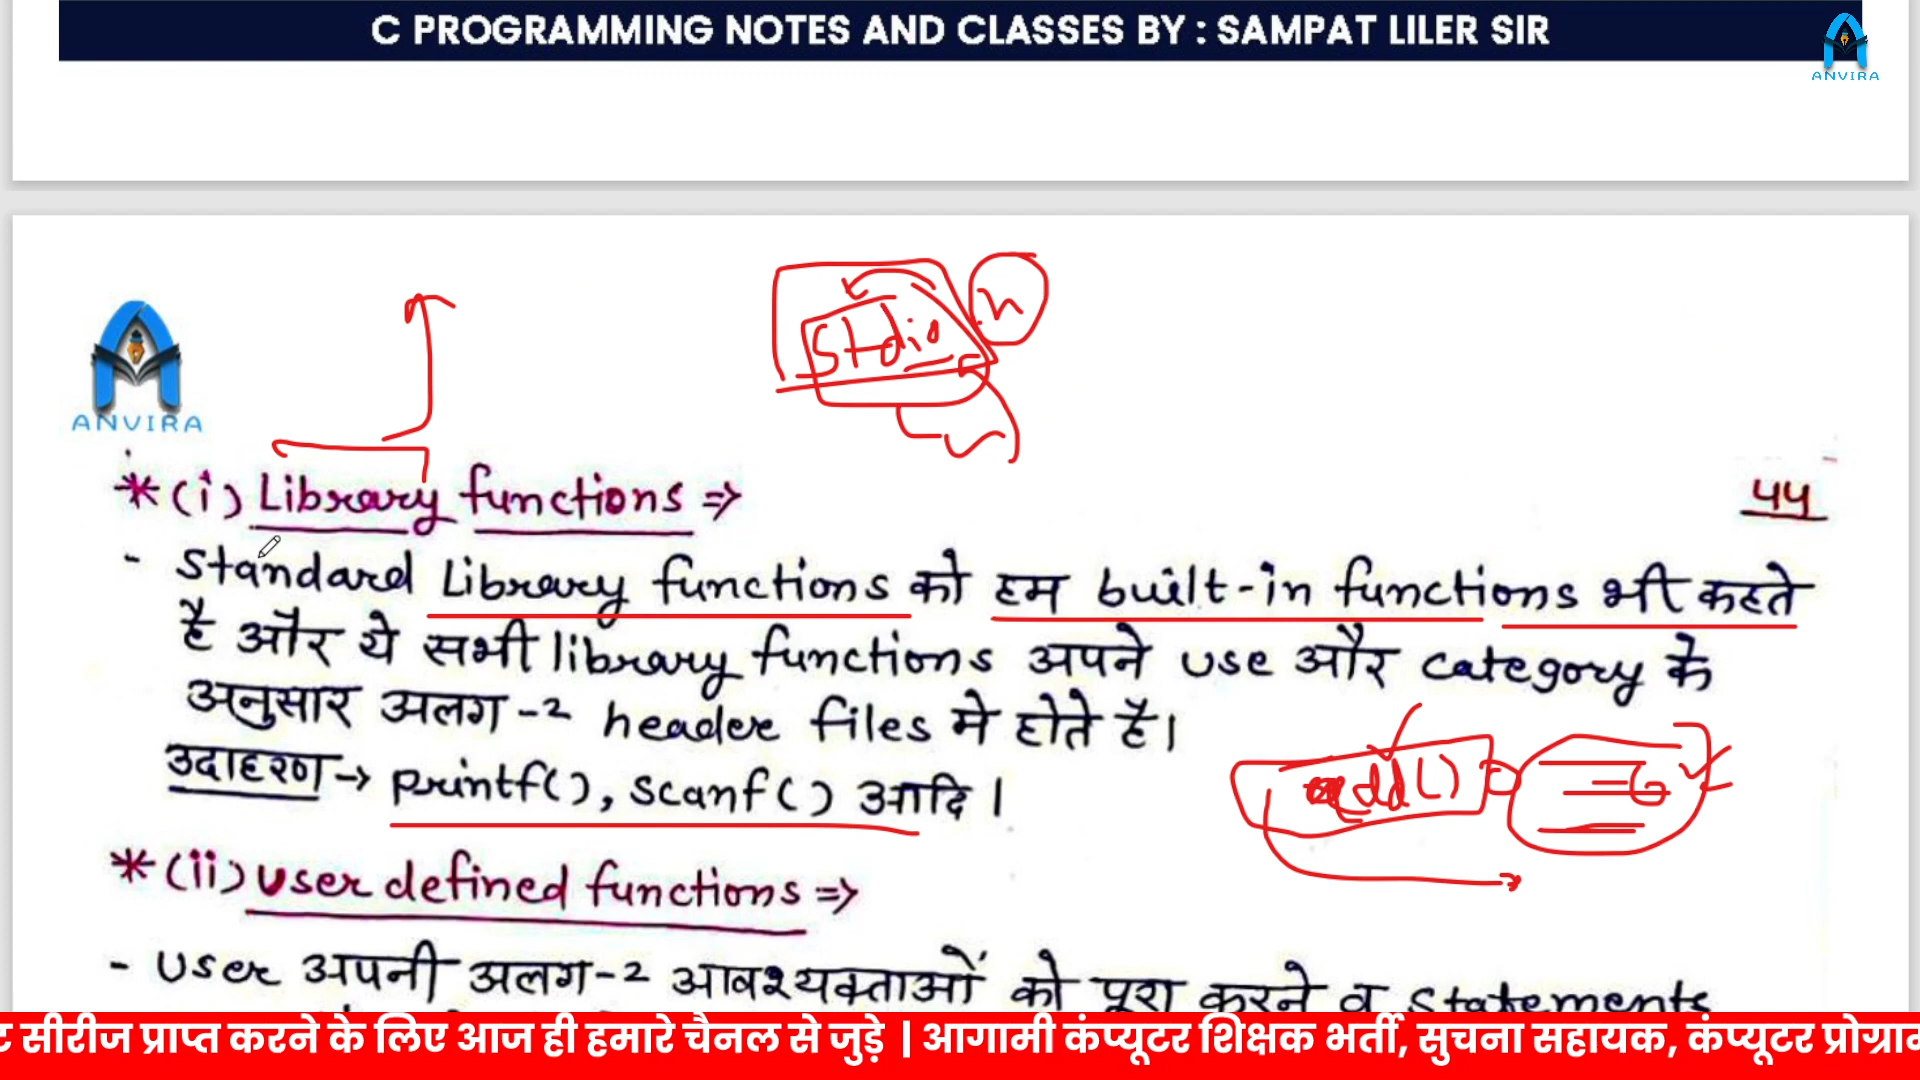 C PROGRAMMING NOTES AND CLASSES BY : SAMPAT LILER SIR
ANVIRA
stdio.h
ANVIRA
*(i) Library functions ⇒
44
- Standard Library functions को हम built-in functions भी कहते
है और ये सभी library functions अपने use और category के
अनुसार अलग-2 header files मे होते है।
उदाहरण → printf(), scanf() आदि।
add()
*(ii) User defined functions ⇒
- User अपनी अलग-2 आवश्यक्ताओं को पूरा करने व statements
सीरीज प्राप्त करने के लिए आज ही हमारे चैनल से जुड़े | आगामी कंप्यूटर शिक्षक भर्ती, सुचना सहायक, कंप्यूटर प्रोग्राम